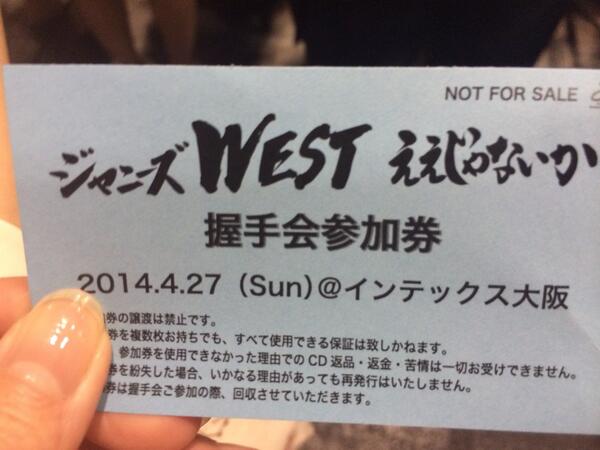 NOT FOR SALE
ジャニーズWEST ええじゃないか
握手会参加券
2014.4.27 (Sun)@インテックス大阪
券の譲渡は禁止です。
券を複数枚お持ちでも、すべて使用できる保証は致しかねます。
参加券を使用できなかった理由での CD 返品・返金・苦情は一切お受けできません。
券を紛失した場合、いかなる理由があっても再発行はいたしません。
券は握手会ご参加の際、回収させていただきます。